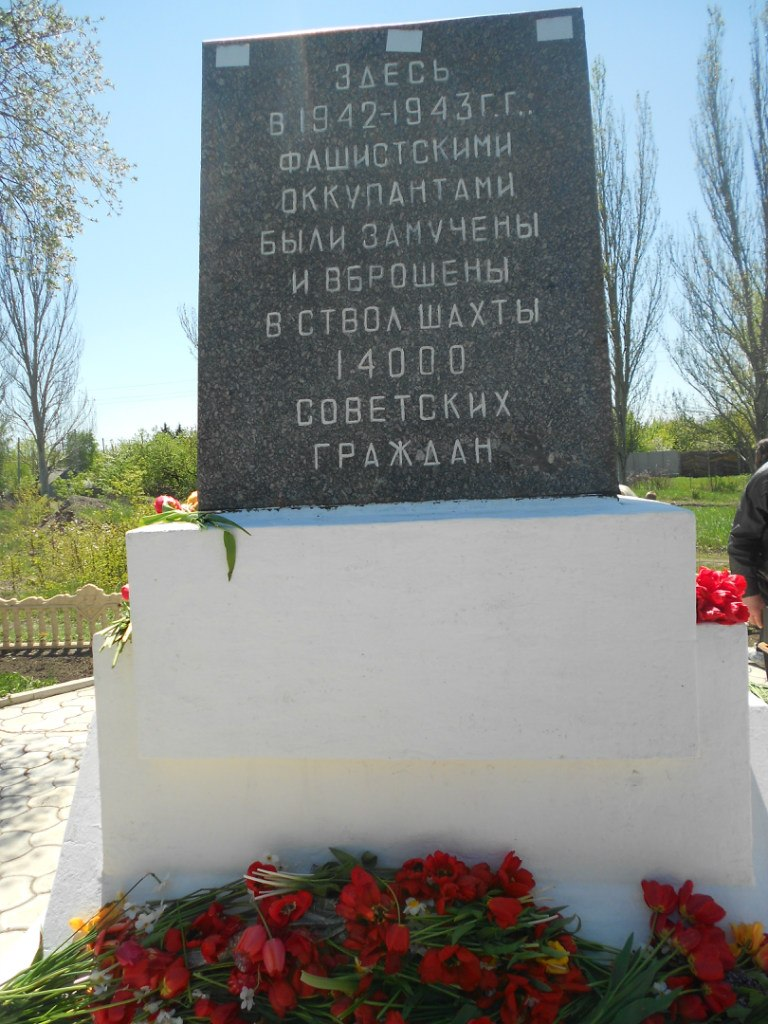 ЗДЕСЬ
В 1942-1943 Г.Г..
ФАШИСТСКИМИ
ОККУПАНТАМИ
БЫЛИ ЗАМУЧЕНЫ
И ВБРОШЕНЫ
В СТВОЛ ШАХТЫ
14000
СОВЕТСКИХ
ГРАЖДАН